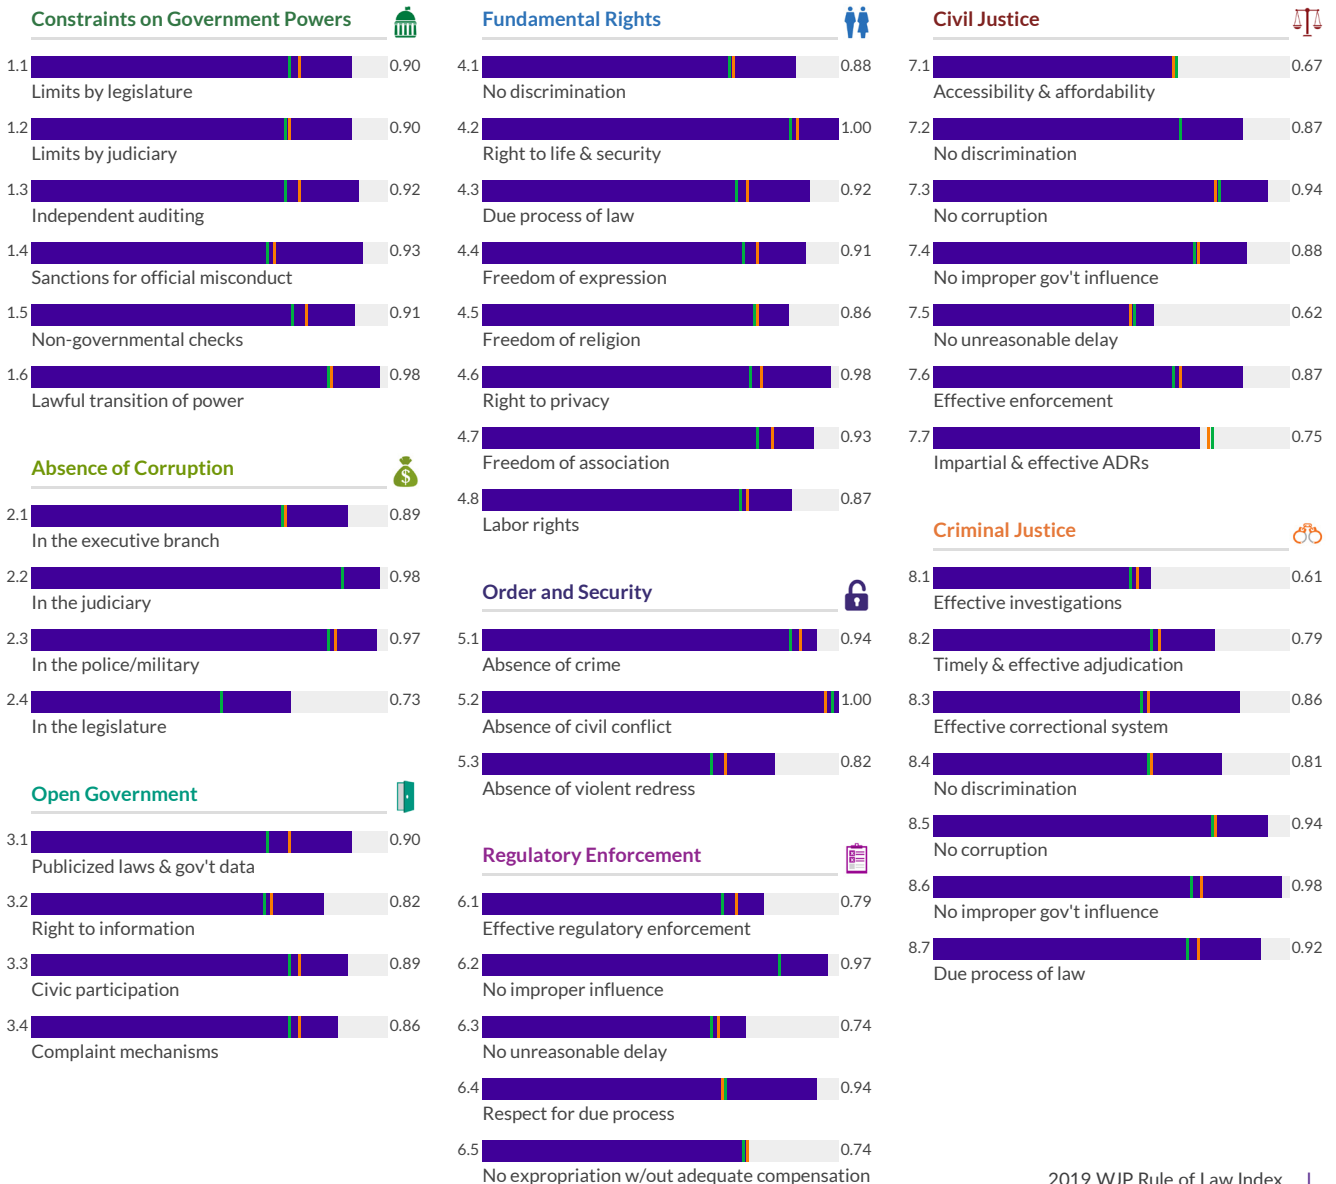 Constraints on Government Powers
1.1 0.90
Limits by legislature
1.2 0.90
Limits by judiciary
1.3 0.92
Independent auditing
1.4 0.93
Sanctions for official misconduct
1.5 0.91
Non-governmental checks
1.6 0.98
Lawful transition of power
Absence of Corruption
$
2.1 0.89
In the executive branch
2.2 0.98
In the judiciary
2.3 0.97
In the police/military
2.4 0.73
In the legislature
Open Government
3.1 0.90
Publicized laws & gov't data
3.2 0.82
Right to information
3.3 0.89
Civic participation
3.4 0.86
Complaint mechanisms
Fundamental Rights
4.1 0.88
No discrimination
4.2 1.00
Right to life & security
4.3 0.92
Due process of law
4.4 0.91
Freedom of expression
4.5 0.86
Freedom of religion
4.6 0.98
Right to privacy
4.7 0.93
Freedom of association
4.8 0.87
Labor rights
Order and Security
5.1 0.94
Absence of crime
5.2 1.00
Absence of civil conflict
5.3 0.82
Absence of violent redress
Regulatory Enforcement
6.1 0.79
Effective regulatory enforcement
6.2 0.97
No improper influence
6.3 0.74
No unreasonable delay
6.4 0.94
Respect for due process
6.5 0.74
No expropriation w/out adequate compensation
Civil Justice
7.1 0.67
Accessibility & affordability
7.2 0.87
No discrimination
7.3 0.94
No corruption
7.4 0.88
No improper gov't influence
7.5 0.62
No unreasonable delay
7.6 0.87
Effective enforcement
7.7 0.75
Impartial & effective ADRs
Criminal Justice
8.1 0.61
Effective investigations
8.2 0.79
Timely & effective adjudication
8.3 0.86
Effective correctional system
8.4 0.81
No discrimination
8.5 0.94
No corruption
8.6 0.98
No improper gov't influence
8.7 0.92
Due process of law
2019 WJP Rule of Law Index |